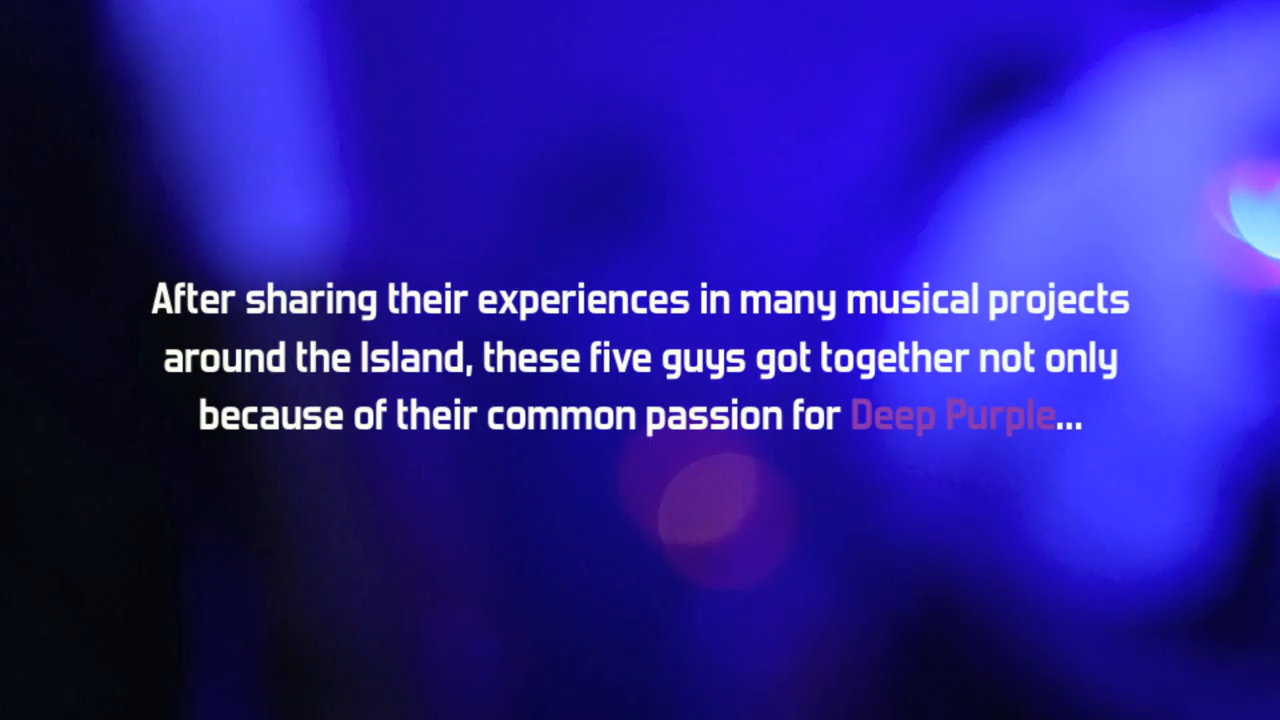 After sharing their experiences in many musical projects
around the Island, these five guys got together not only
because of their common passion for Deep Purple...